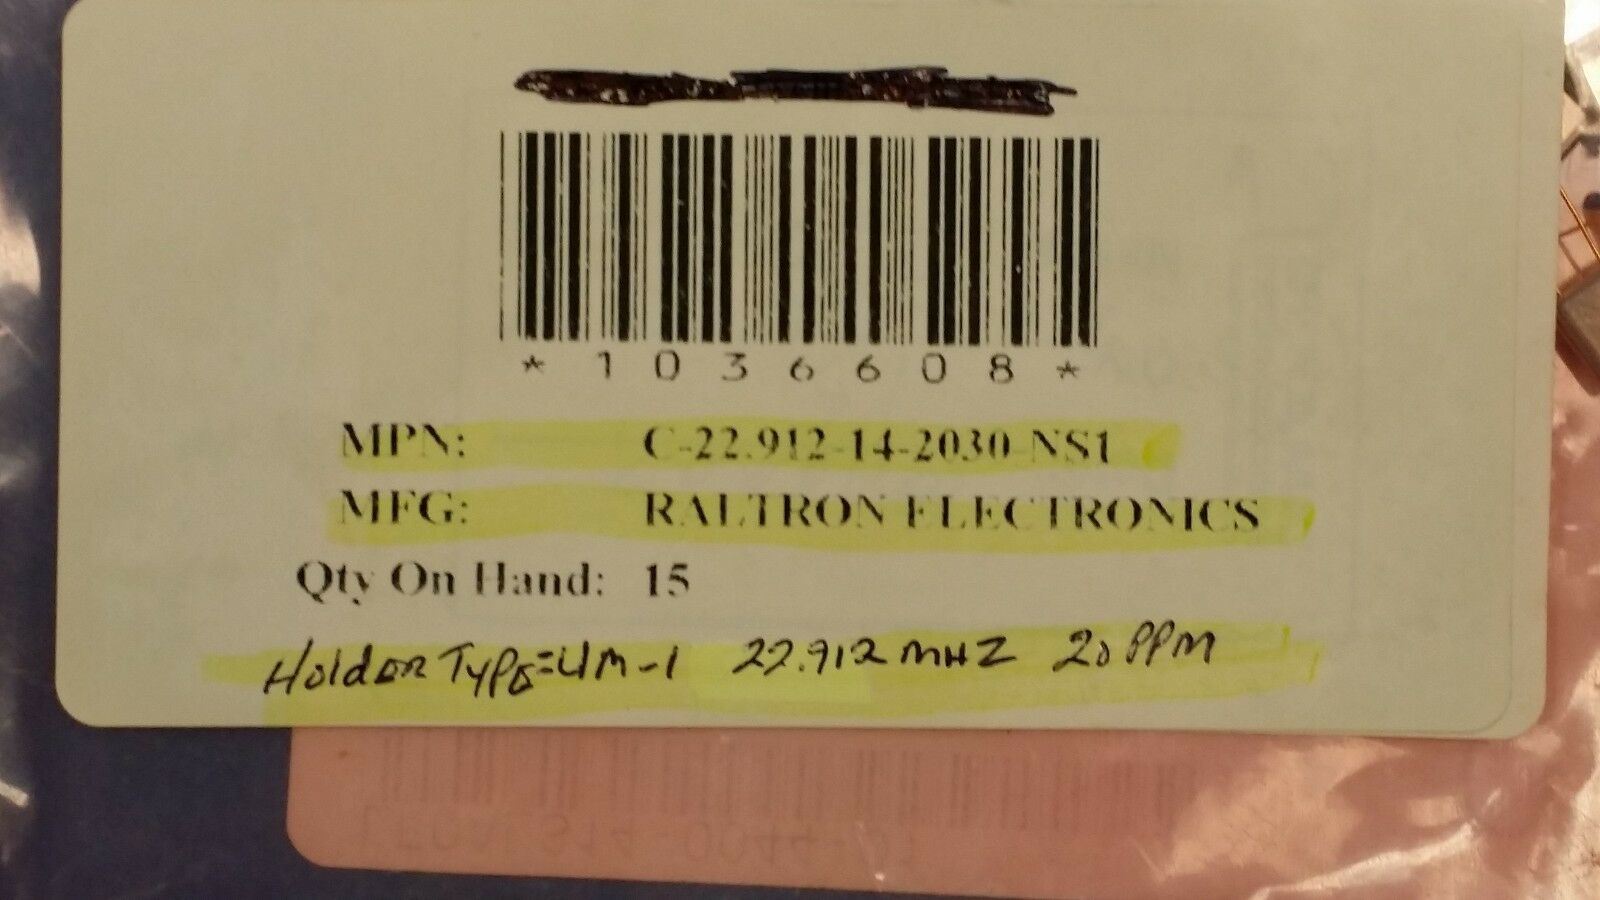 *1036608*
MPN: C-22.912-14-2030-NS1
MFG: RALTRON ELECTRONICS
Qty On Hand: 15
Holder Type=UM-1 22.912 MHZ 20 PPM